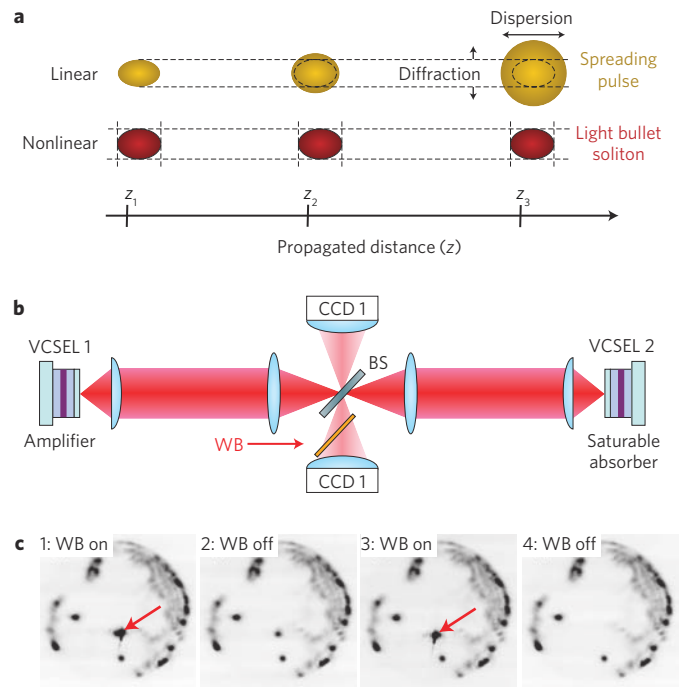 a
Dispersion
Linear
Diffraction
Spreading
pulse
Nonlinear
Light bullet
soliton
z1
z2
z3
Propagated distance (z)
b
CCD 1
VCSEL 1
BS
VCSEL 2
Amplifier
WB
Saturable
absorber
CCD 1
c
1: WB on
2: WB off
3: WB on
4: WB off